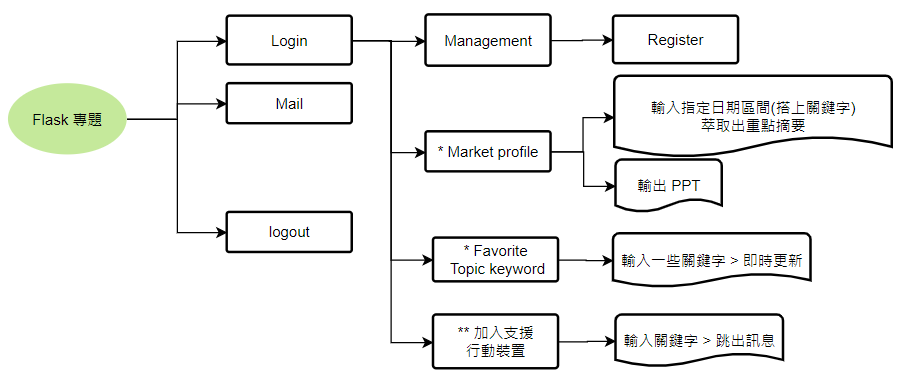 Flask 專題
Login
Mail
logout
Management
Register
* Market profile
輸入指定日期區間(搭上關鍵字)
萃取出重點摘要
輸出 PPT
* Favorite
Topic keyword
輸入一些關鍵字 > 即時更新
** 加入支援
行動裝置
輸入關鍵字 > 跳出訊息